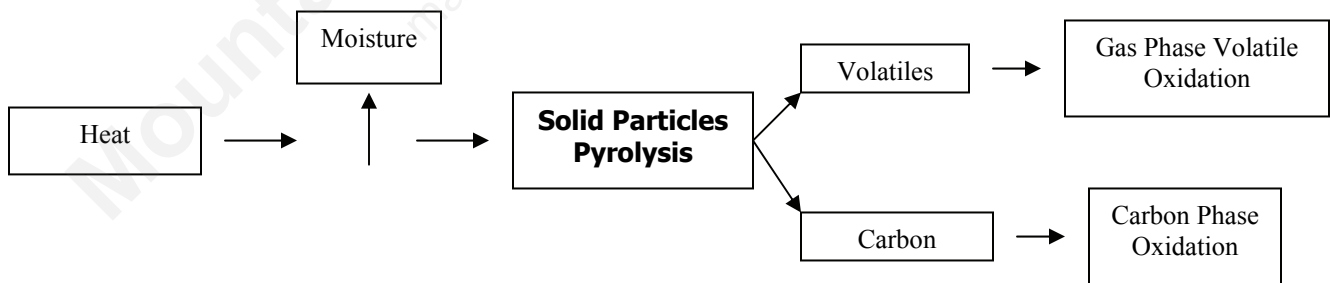 Moisture
Heat
Solid Particles
Pyrolysis
Volatiles
Gas Phase Volatile
Oxidation
Carbon
Carbon Phase
Oxidation